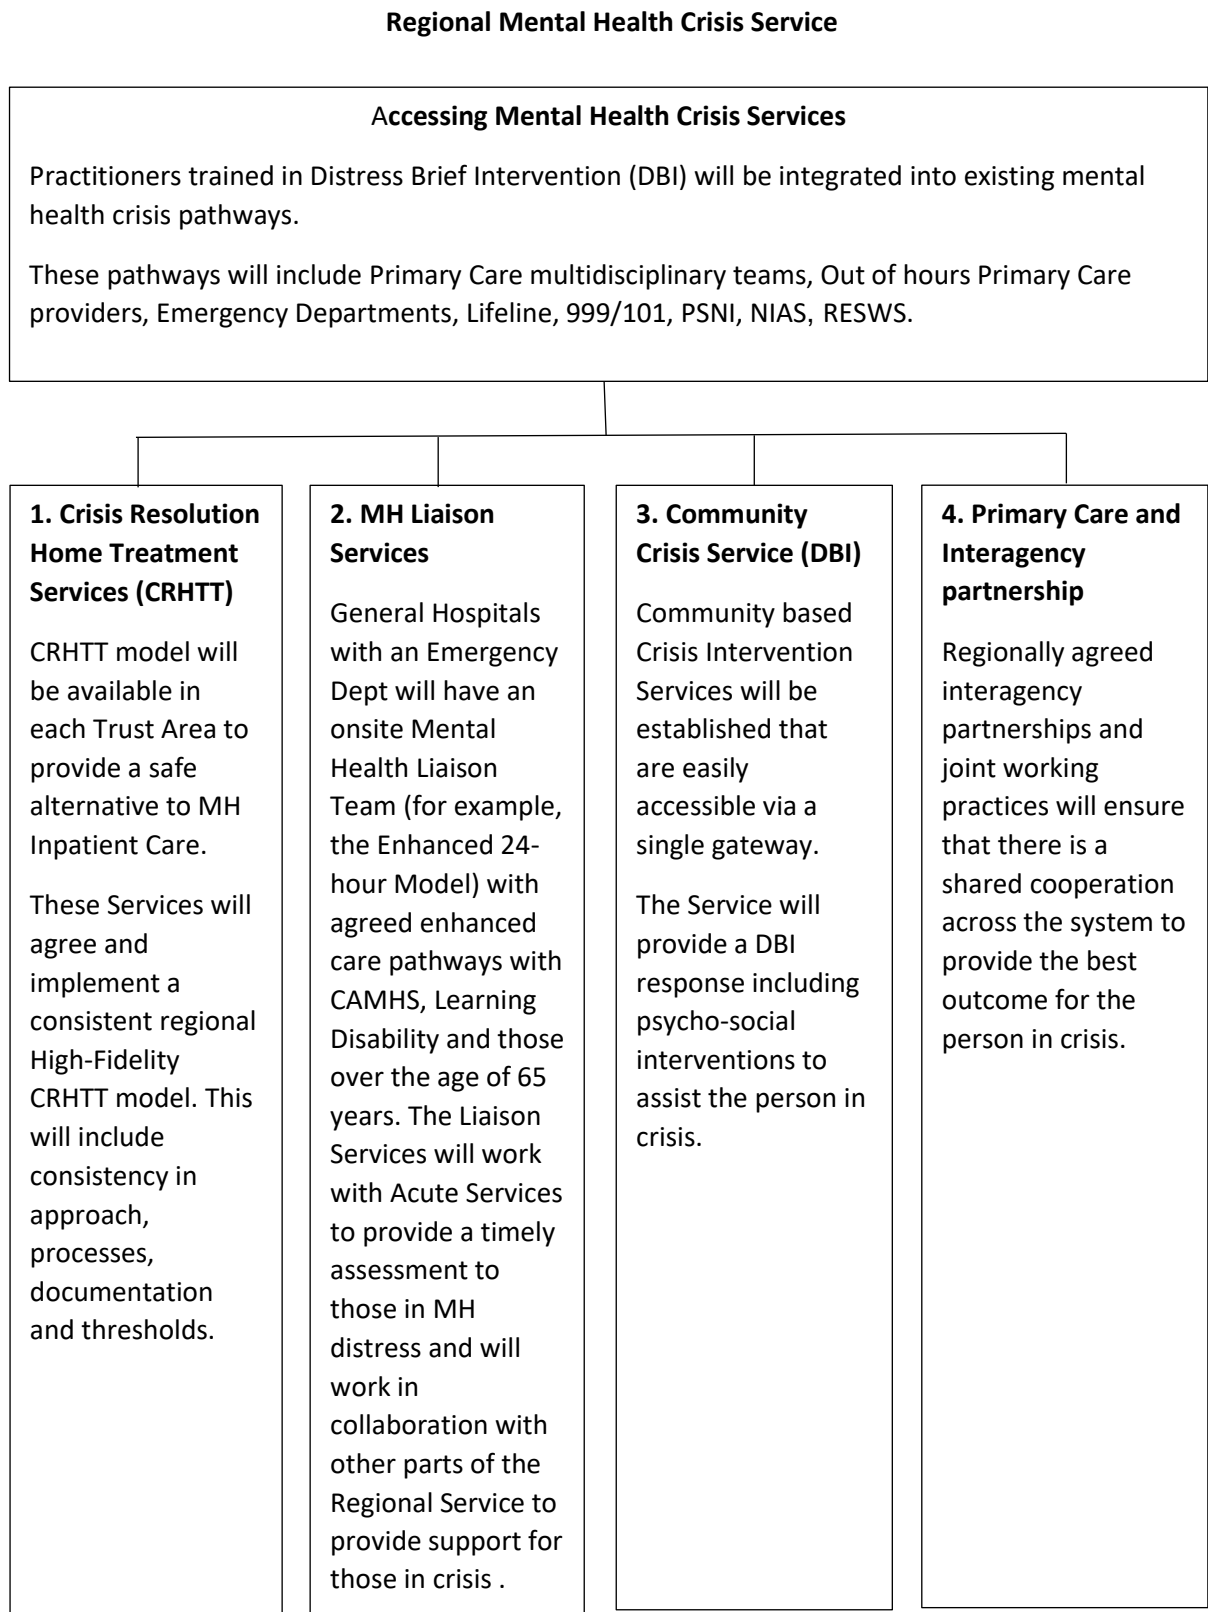 Regional Mental Health Crisis Service
Accessing Mental Health Crisis Services
Practitioners trained in Distress Brief Intervention (DBI) will be integrated into existing mental
health crisis pathways.
These pathways will include Primary Care multidisciplinary teams, Out of hours Primary Care
providers, Emergency Departments, Lifeline, 999/101, PSNI, NIAS, RESWS.
1. Crisis Resolution
Home Treatment
Services (CRHTT)
CRHTT model will
be available in
each Trust Area to
provide a safe
alternative to MH
Inpatient Care.
These Services will
agree and
implement a
consistent regional
High-Fidelity
CRHTT model. This
will include
consistency in
approach,
processes,
documentation
and thresholds.
2. MH Liaison
Services
General Hospitals
with an Emergency
Dept will have an
onsite Mental
Health Liaison
Team (for example,
the Enhanced 24-
hour Model) with
agreed enhanced
care pathways with
CAMHS, Learning
Disability and those
over the age of 65
years. The Liaison
Services will work
with Acute Services
to provide a timely
assessment to
those in MH
distress and will
work in
collaboration with
other parts of the
Regional Service to
provide support for
those in crisis .
3. Community
Crisis Service (DBI)
Community based
Crisis Intervention
Services will be
established that
are easily
accessible via a
single gateway.
The Service will
provide a DBI
response including
psycho-social
interventions to
assist the person in
crisis.
4. Primary Care and
Interagency
partnership
Regionally agreed
interagency
partnerships and
joint working
practices will ensure
that there is a
shared cooperation
across the system to
provide the best
outcome for the
person in crisis.